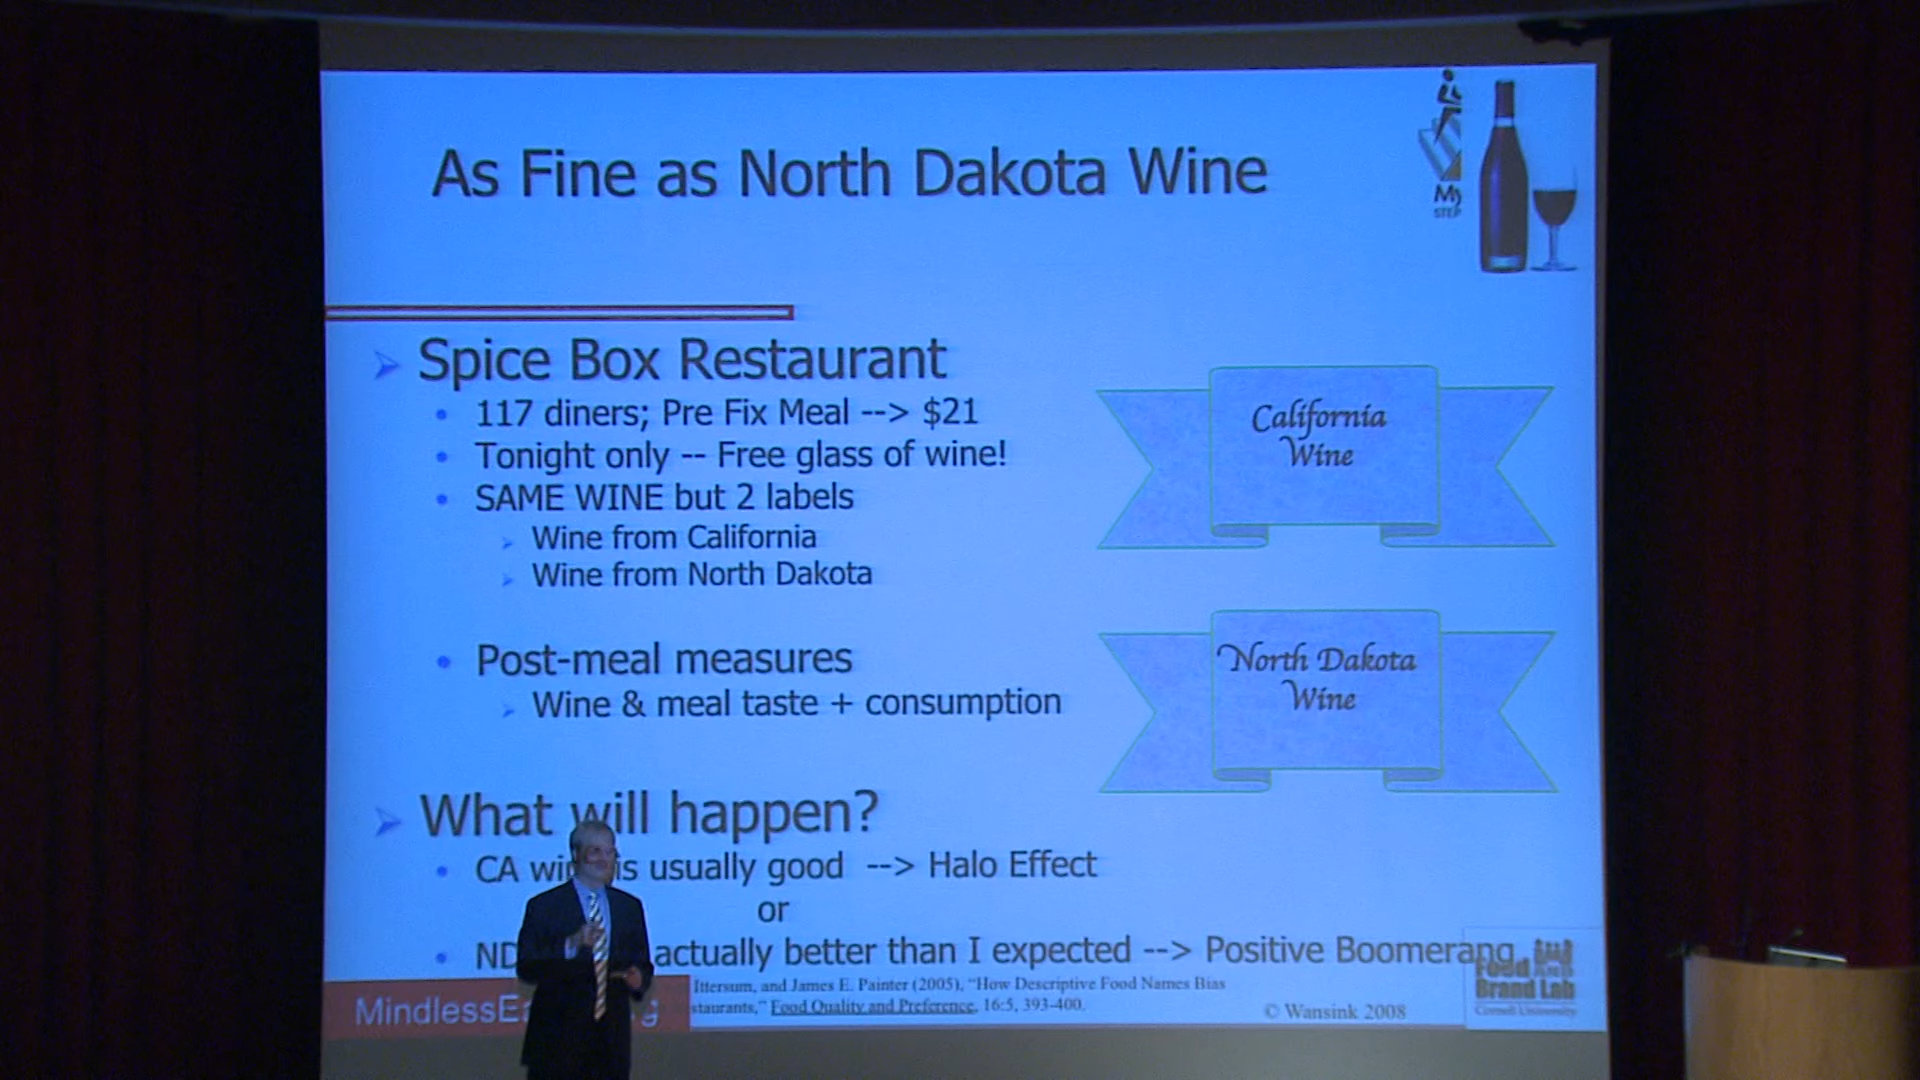 As Fine as North Dakota Wine
My
STEP
Spice Box Restaurant
117 diners; Pre Fix Meal --> $21
Tonight only -- Free glass of wine!
SAME WINE but 2 labels
Wine from California
Wine from North Dakota
Post-meal measures
Wine & meal taste + consumption
California
Wine
North Dakota
Wine
What will happen?
CA is usually good --> Halo Effect
or
ND actually better than I expected --> Positive Boomerang
Ittersum, and James E. Painter (2005), "How Descriptive Food Names Bias
staurants," Food Quality and Preference, 16:5, 393-400.
© Wansink 2008
Food AND
Brand Lab
Cornell University